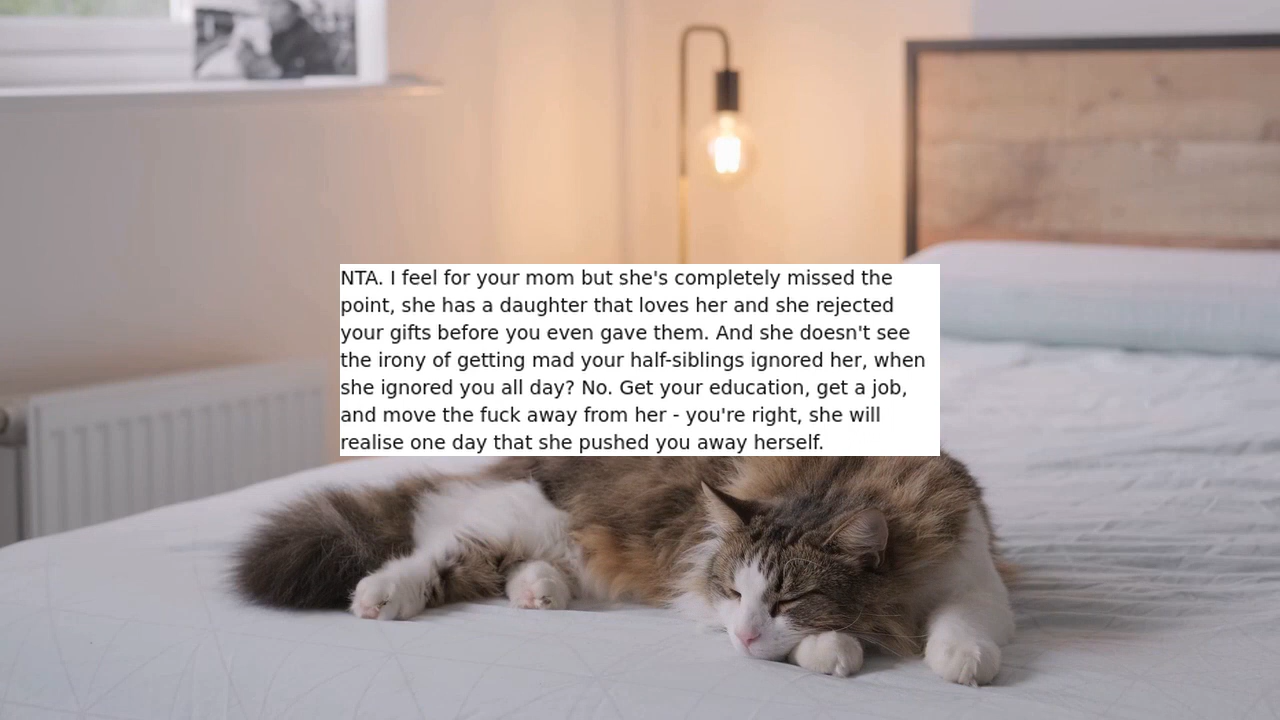 NTA. I feel for your mom but she's completely missed the
point, she has a daughter that loves her and she rejected
your gifts before you even gave them. And she doesn't see
the irony of getting mad your half-siblings ignored her, when
she ignored you all day? No. Get your education, get a job,
and move the fuck away from her - you're right, she will
realise one day that she pushed you away herself.